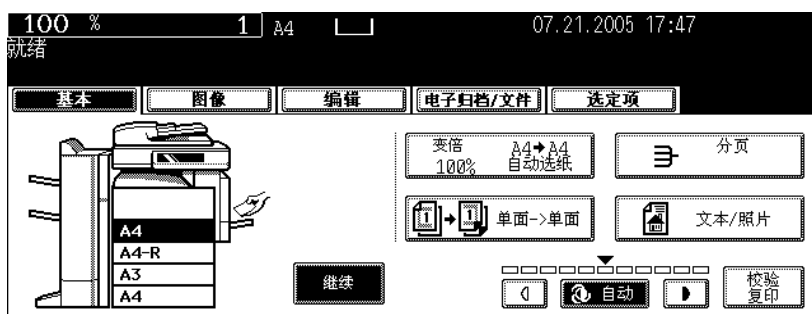 100 % 1 A4 07.21.2005 17:47
就绪
基本 图像 编辑 电子归档/文件 选定项
变倍 A4→A4
100% 自动选纸
分页
1→1 单面->单面
文本/照片
A4
A4-R
A3
A4
继续
自动
校验
复印